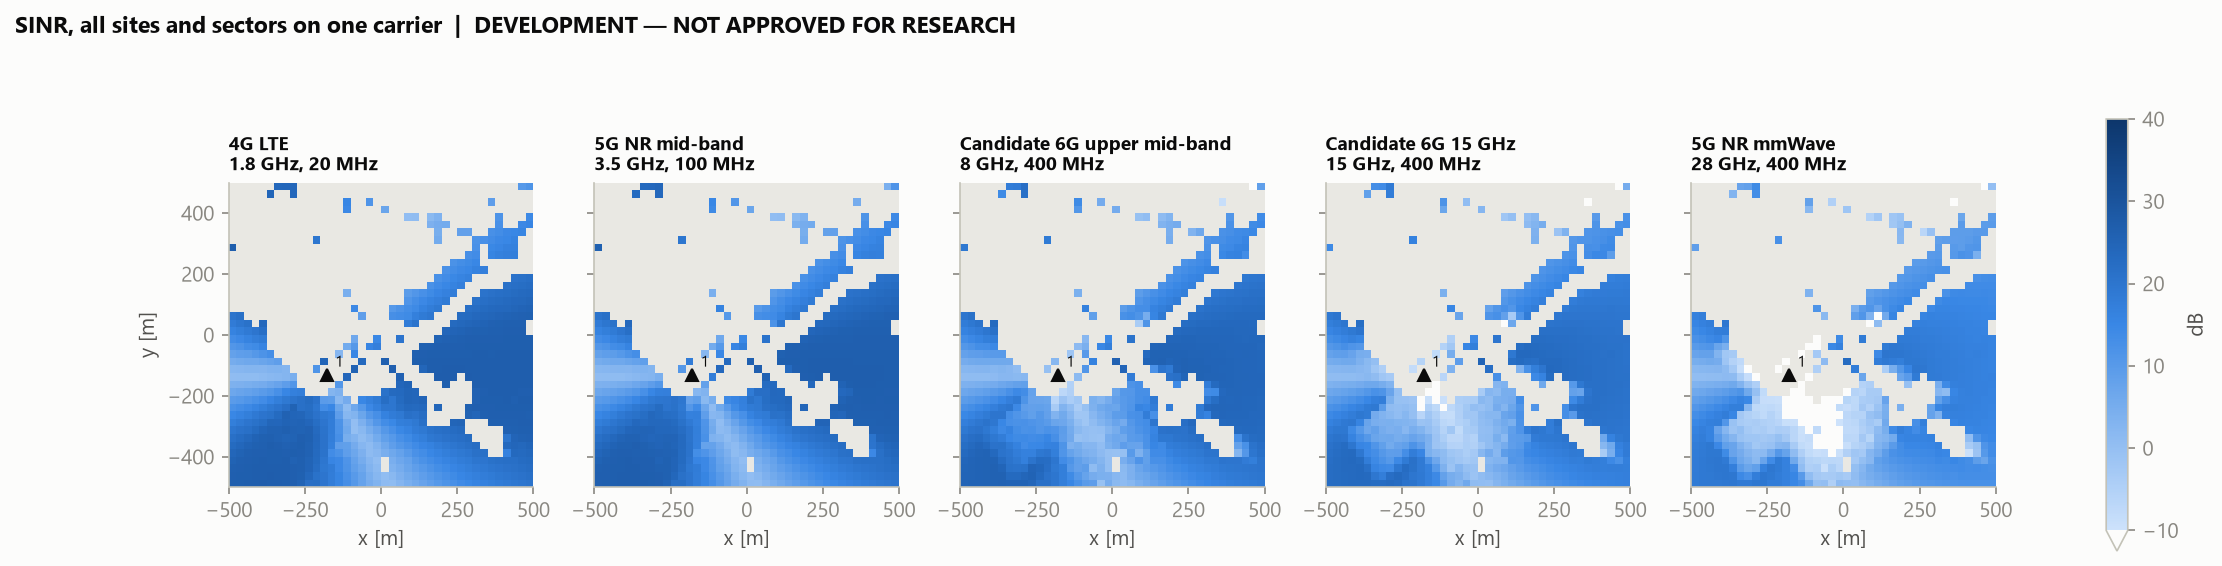 SINR, all sites and sectors on one carrier | DEVELOPMENT — NOT APPROVED FOR RESEARCH
4G LTE
1.8 GHz, 20 MHz
5G NR mid-band
3.5 GHz, 100 MHz
Candidate 6G upper mid-band
8 GHz, 400 MHz
Candidate 6G 15 GHz
15 GHz, 400 MHz
5G NR mmWave
28 GHz, 400 MHz
y [m]
400
200
0
−200
−400
1
1
1
1
1
−500 −250 0 250 500
−500 −250 0 250 500
−500 −250 0 250 500
−500 −250 0 250 500
−500 −250 0 250 500
x [m]
x [m]
x [m]
x [m]
x [m]
40
30
20
10
0
−10
dB